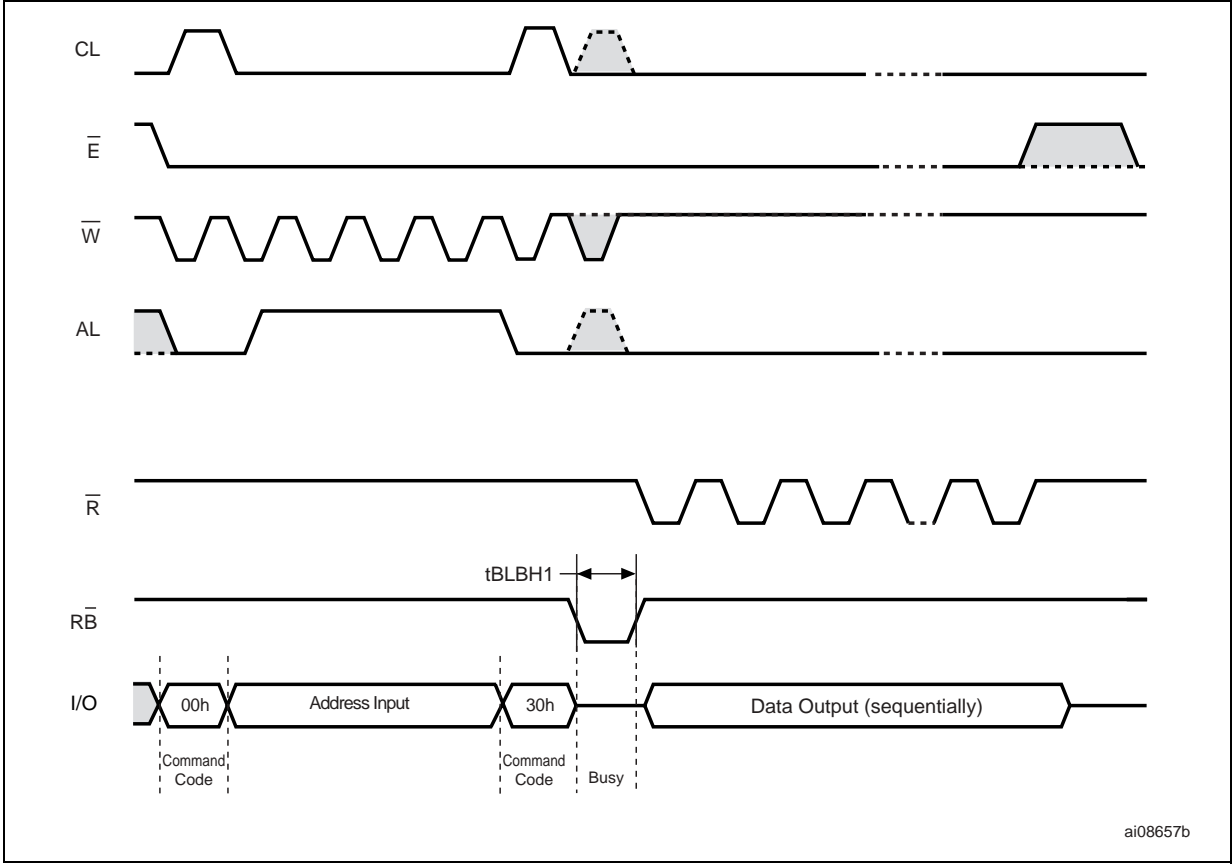 CL
E̅
W̅
AL
R̅
tBLBH1
RB̅
I/O
00h
Address Input
30h
Data Output (sequentially)
Command
Code
Command
Code
Busy
ai08657b